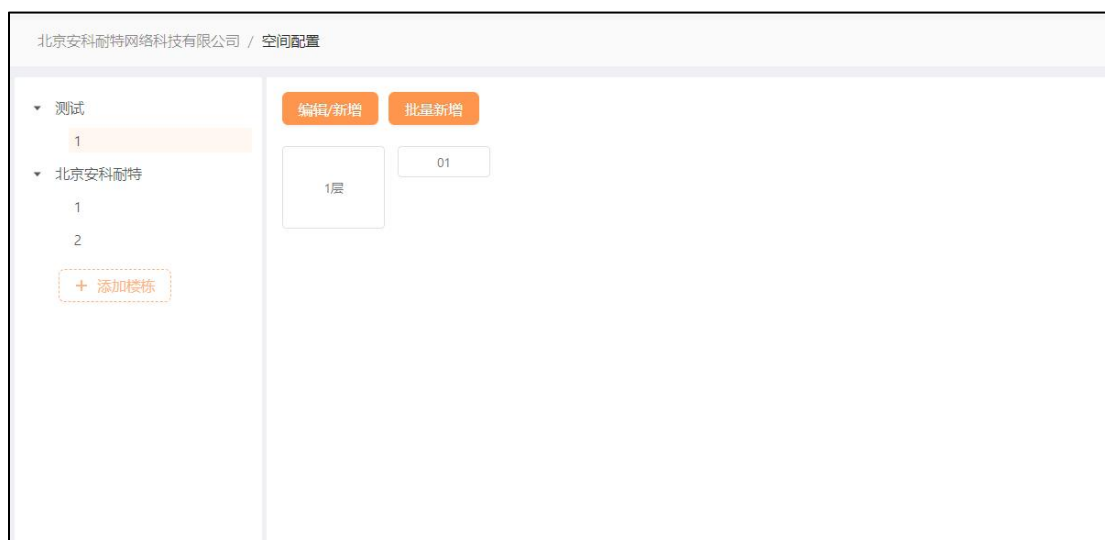 北京安科耐特网络科技有限公司 / 空间配置
测试
1
北京安科耐特
1
2
+ 添加楼栋
编辑/新增 批量新增
1层
01